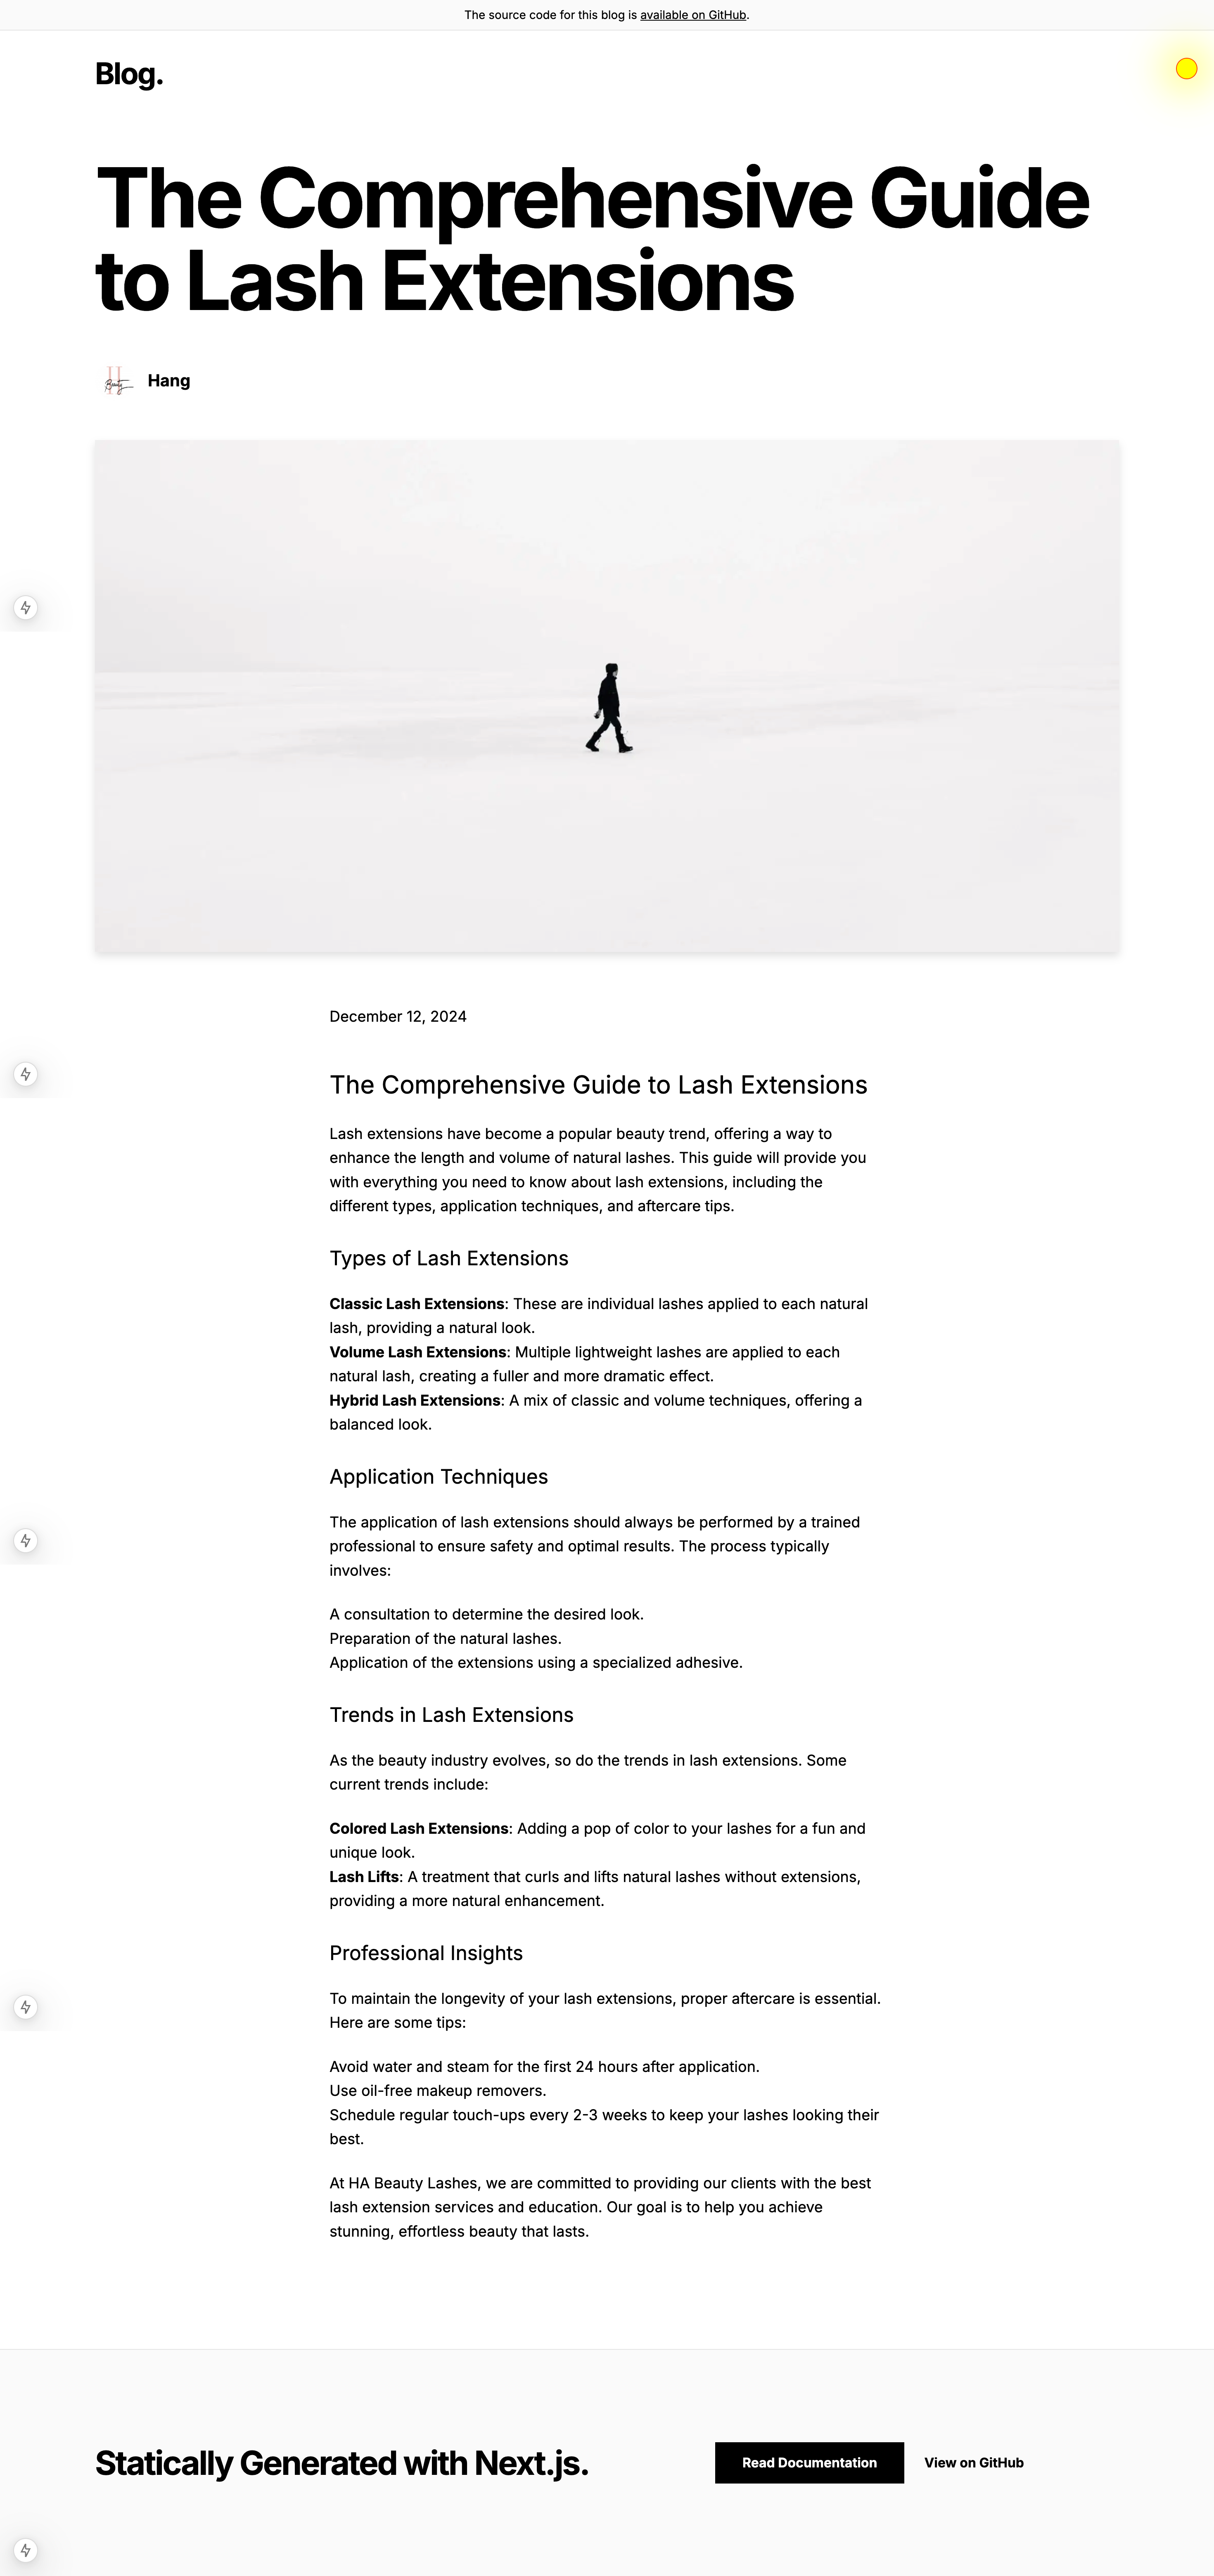 The source code for this blog is available on GitHub.
Blog.
The Comprehensive Guide
to Lash Extensions
H
Beauty
Hang
December 12, 2024
The Comprehensive Guide to Lash Extensions
Lash extensions have become a popular beauty trend, offering a way to
enhance the length and volume of natural lashes. This guide will provide you
with everything you need to know about lash extensions, including the
different types, application techniques, and aftercare tips.
Types of Lash Extensions
Classic Lash Extensions: These are individual lashes applied to each natural
lash, providing a natural look.
Volume Lash Extensions: Multiple lightweight lashes are applied to each
natural lash, creating a fuller and more dramatic effect.
Hybrid Lash Extensions: A mix of classic and volume techniques, offering a
balanced look.
Application Techniques
The application of lash extensions should always be performed by a trained
professional to ensure safety and optimal results. The process typically
involves:
A consultation to determine the desired look.
Preparation of the natural lashes.
Application of the extensions using a specialized adhesive.
Trends in Lash Extensions
As the beauty industry evolves, so do the trends in lash extensions. Some
current trends include:
Colored Lash Extensions: Adding a pop of color to your lashes for a fun and
unique look.
Lash Lifts: A treatment that curls and lifts natural lashes without extensions,
providing a more natural enhancement.
Professional Insights
To maintain the longevity of your lash extensions, proper aftercare is essential.
Here are some tips:
Avoid water and steam for the first 24 hours after application.
Use oil-free makeup removers.
Schedule regular touch-ups every 2-3 weeks to keep your lashes looking their
best.
At HA Beauty Lashes, we are committed to providing our clients with the best
lash extension services and education. Our goal is to help you achieve
stunning, effortless beauty that lasts.
Statically Generated with Next.js.
Read Documentation
View on GitHub